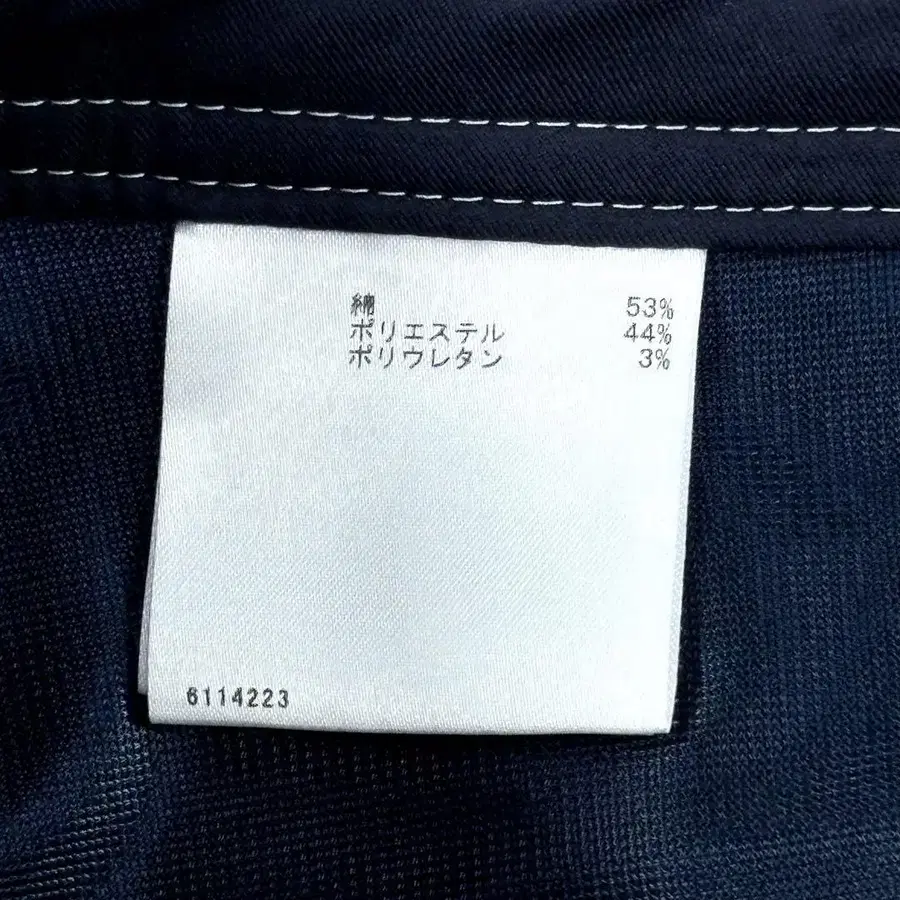 綿 53%
ポリエステル 44%
ポリウレタン 3%
6114223